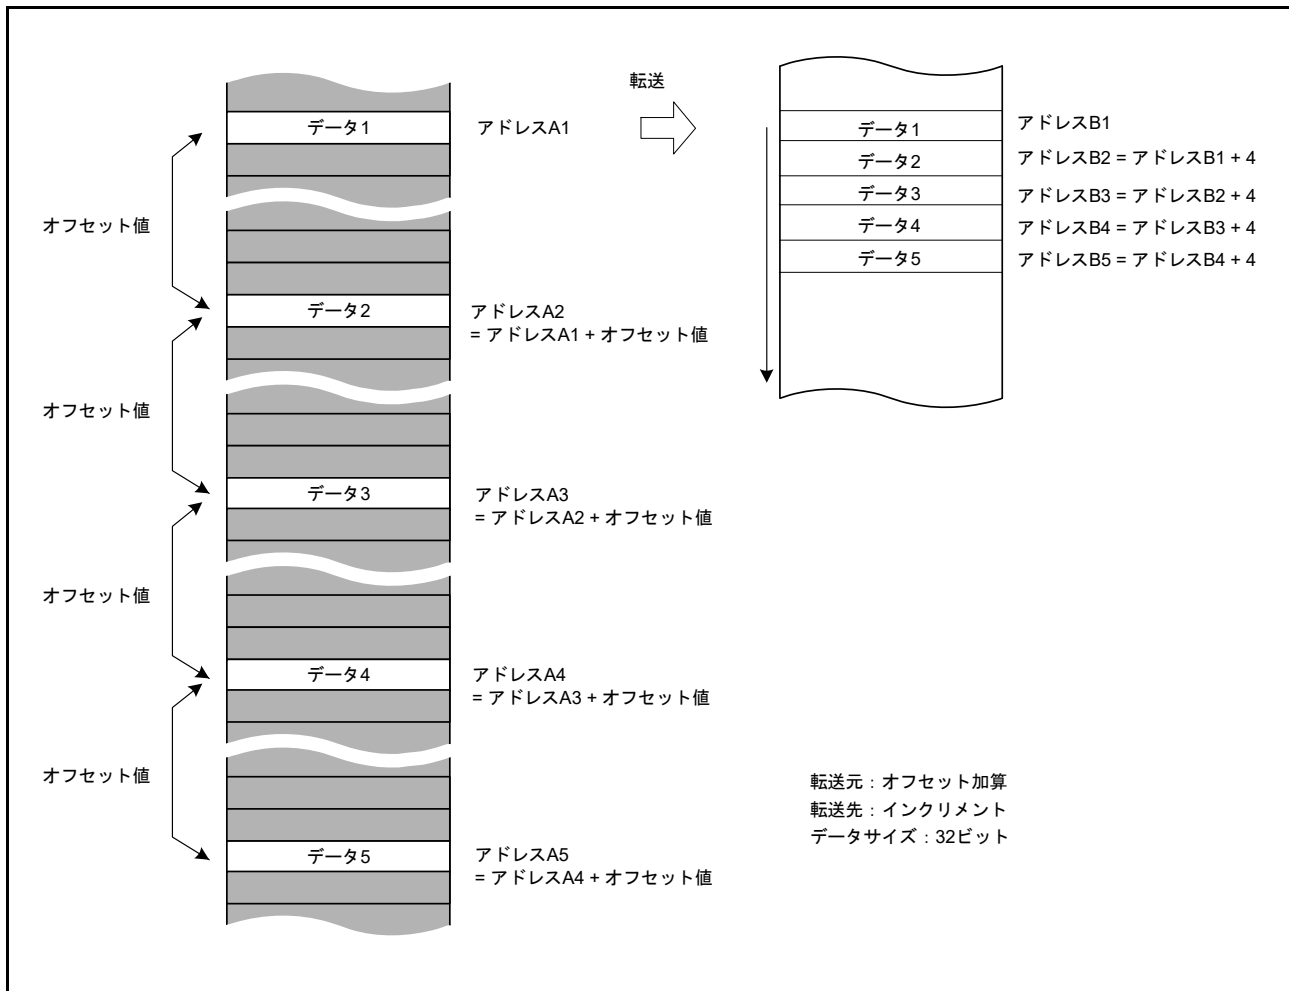 転送
データ1
アドレスA1
データ1
アドレスB1
データ2
アドレスB2 = アドレスB1 + 4
データ3
アドレスB3 = アドレスB2 + 4
データ4
アドレスB4 = アドレスB3 + 4
データ5
アドレスB5 = アドレスB4 + 4
オフセット値
データ2
アドレスA2
= アドレスA1 + オフセット値
オフセット値
データ3
アドレスA3
= アドレスA2 + オフセット値
オフセット値
データ4
アドレスA4
= アドレスA3 + オフセット値
オフセット値
データ5
アドレスA5
= アドレスA4 + オフセット値
転送元：オフセット加算
転送先：インクリメント
データサイズ：32ビット